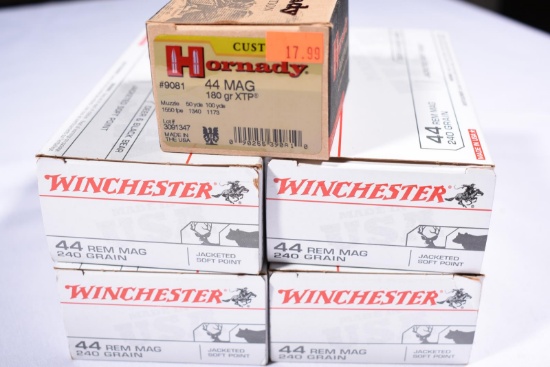 CUST
17.99
Hornady
#9081
44 MAG
180 gr XTP®
Muzzle 50 yds 100 yds
1550 fps 1340 1173
Lot#
3091347
MADE IN
THE USA
44 REM MAG
240 GRAIN
WINCHESTER
44 REM MAG
240 GRAIN
JACKETED
SOFT POINT
WINCHESTER
44 REM MAG
240 GRAIN
JACKETED
SOFT POINT
WINCHESTER
44 REM MAG
240 GRAIN
JACKETED
SOFT POINT
WINCHESTER
44 REM MAG
240 GRAIN
JACKETED
SOFT POINT